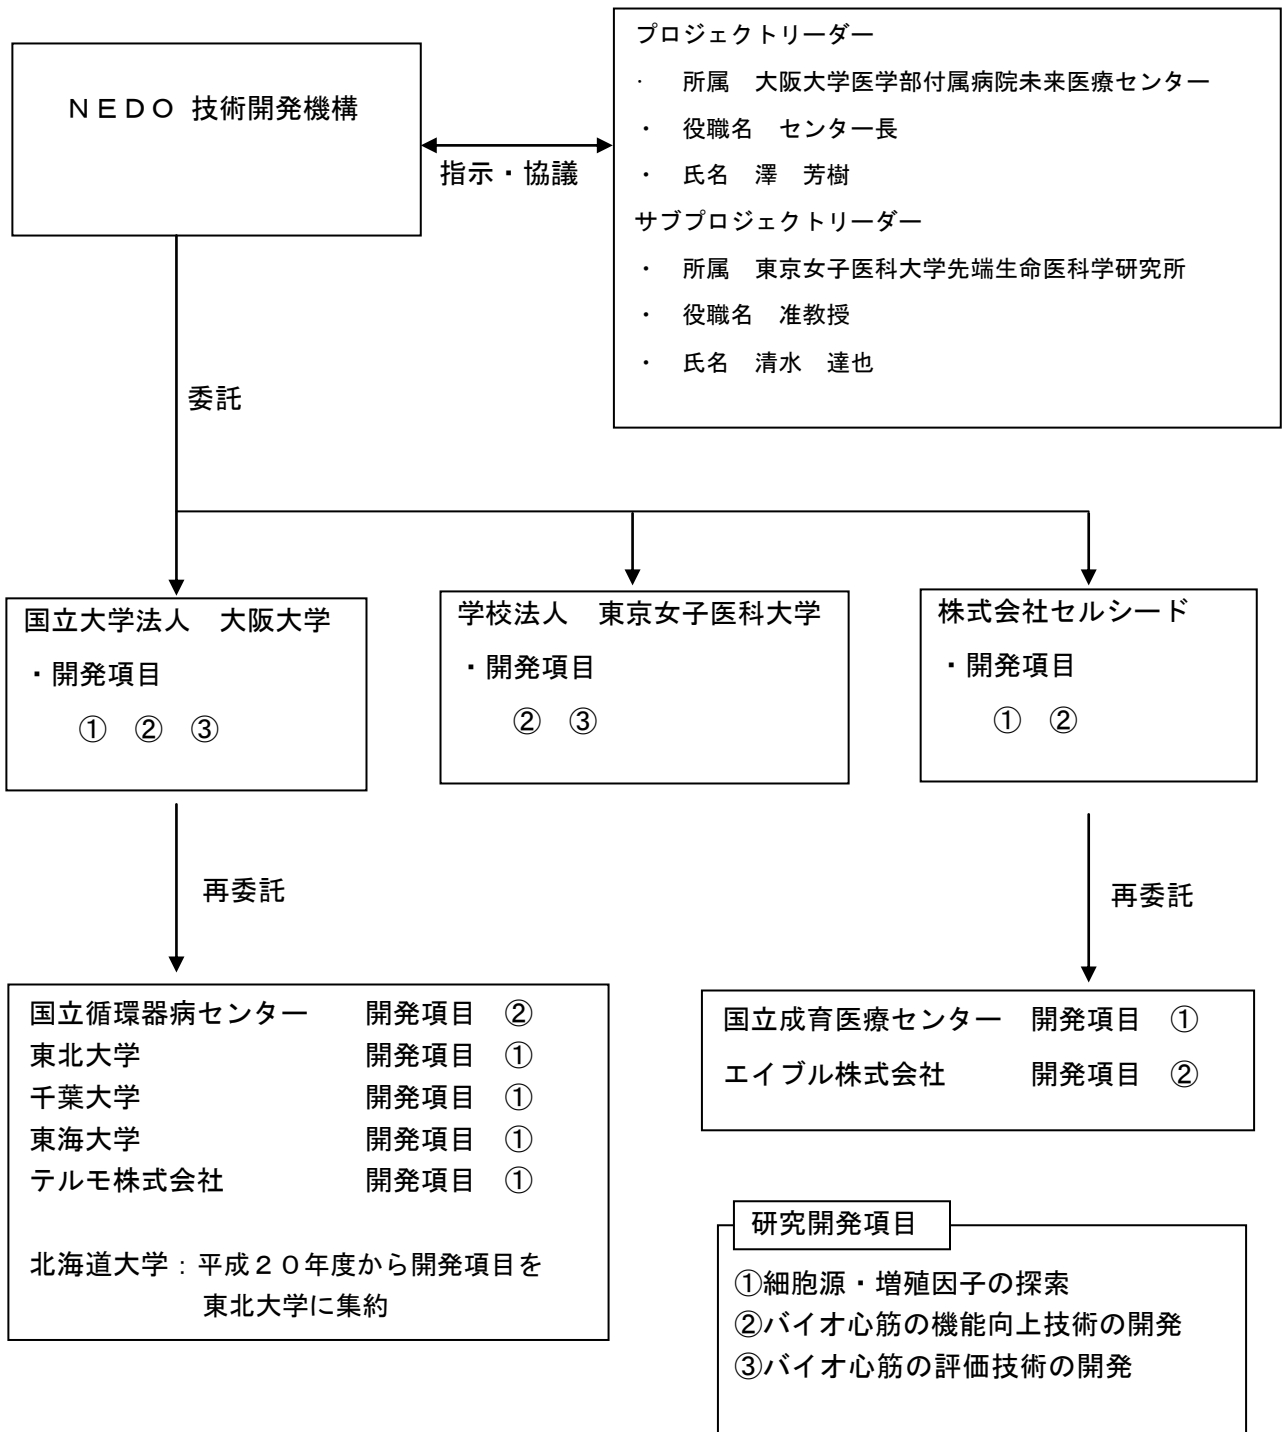 ＮＥＤＯ 技術開発機構
指示・協議
プロジェクトリーダー
・ 所属　大阪大学医学部付属病院未来医療センター
・ 役職名　センター長
・ 氏名　澤　芳樹
サブプロジェクトリーダー
・ 所属　東京女子医科大学先端生命医科学研究所
・ 役職名　准教授
・ 氏名　清水　達也
委託
国立大学法人　大阪大学
・開発項目
①　②　③
学校法人　東京女子医科大学
・開発項目
②　③
株式会社セルシード
・開発項目
①　②
再委託
再委託
国立循環器病センター　開発項目　②
東北大学　開発項目　①
千葉大学　開発項目　①
東海大学　開発項目　①
テルモ株式会社　開発項目　①
北海道大学：平成２０年度から開発項目を
東北大学に集約
国立成育医療センター　開発項目　①
エイブル株式会社　開発項目　②
研究開発項目
①細胞源・増殖因子の探索
②バイオ心筋の機能向上技術の開発
③バイオ心筋の評価技術の開発